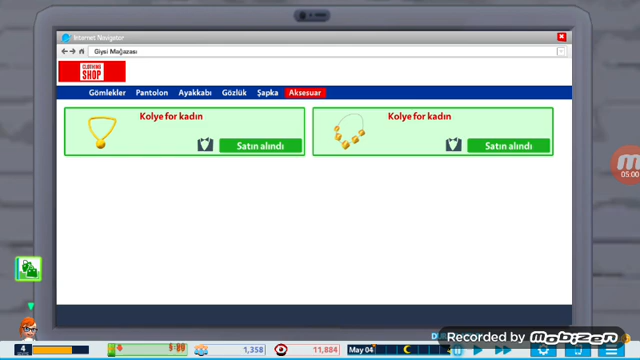 Internet Navigator
Giysi Mağazası
CLOTHING
SHOP
Gömlekler Pantolon Ayakkabı Gözlük Şapka Aksesuar
Kolye for kadın Kolye for kadın
Satın alındı Satın alındı
05:00
4 1,358 11,884 May 04
Recorded by MOBIZEN